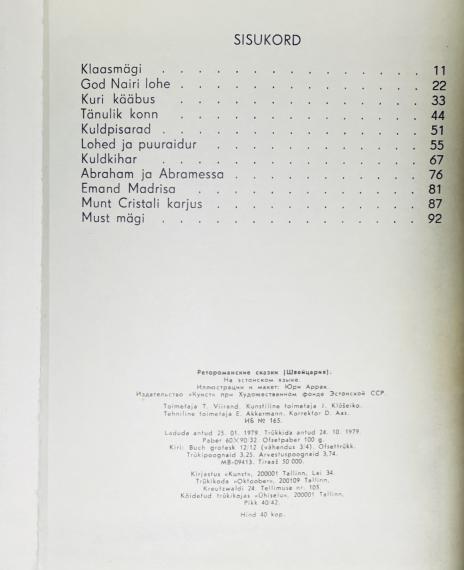 SISUKORD
Klaasmägi . . . . . . . . . . . 11
God Nairi lohe . . . . . . . . . . . 22
Kuri kääbus . . . . . . . . . . . 33
Tänulik konn . . . . . . . . . . . 44
Kuldpisarad . . . . . . . . . . . 51
Lohed ja puuraidur . . . . . . . . . . 55
Kuldkihar . . . . . . . . . . . 67
Abraham ja Abramessa . . . . . . . . . 76
Emand Madrisa . . . . . . . . . . . 81
Munt Cristali karjus . . . . . . . . . . 87
Must mägi . . . . . . . . . . . 92
Ретороманские сказки (Швейцария).
На эстонском языке.
Иллюстрации и макет: Юри Аррак.
Издательство «Кунст» при Художественном фонде Эстонской ССР.
Toimetaja T. Viirand. Kunstiline toimetaja J. Klõšeiko.
Tehniline toimetaja E. Akkermann. Korrektor D. Aas.
ИБ № 165.
Laduda antud 25. 01. 1979. Trükkida antud 24. 10. 1979.
Paber 60×90/32. Ofsetpaber 100 g.
Kiri: Buch grotesk 12/12 (vähendus 3/4). Ofsettrükk.
Trükipoognaid 3,25. Arvestuspoognaid 3,74.
MB-09413. Tiraaž 50 000.
Kirjastus «Kunst», 200001 Tallinn, Lai 34.
Trükikoda «Oktoober», 200109 Tallinn,
Kreutzwaldi 24. Tellimuse nr. 105.
Köidetud trükikojas «Ühiselu», 200001 Tallinn,
Pikk 40/42.
Hind 40 kop.